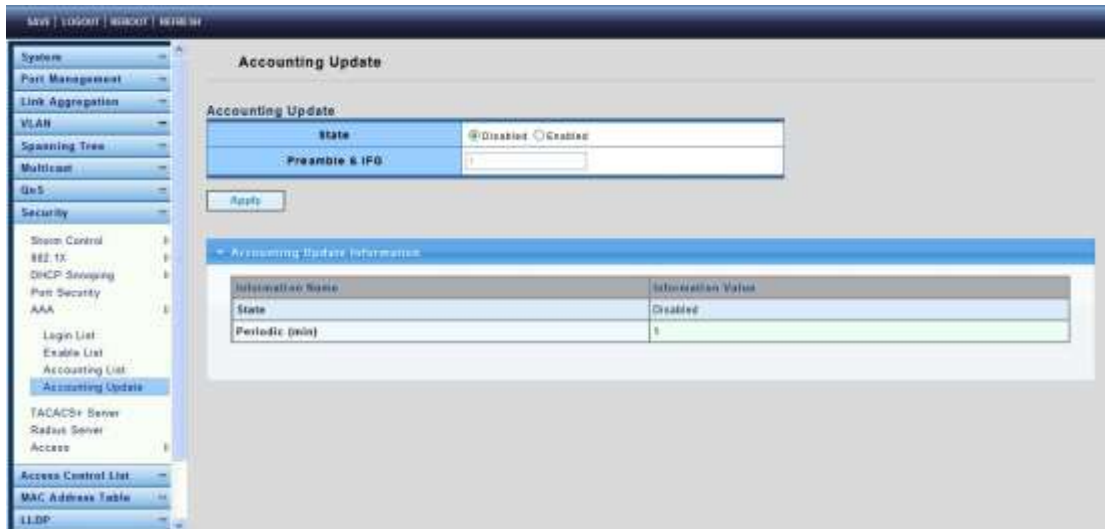 SAVE | LOGOUT | REBOOT | REFRESH
System
Port Management
Link Aggregation
VLAN
Spanning Tree
Multicast
QoS
Security
Storm Control
802.1X
DHCP Snooping
Port Security
AAA
Login List
Enable List
Accounting List
Accounting Update
TACACS+ Server
Radius Server
Access
Access Control List
MAC Address Table
LLDP
Accounting Update
Accounting Update
State
Disabled Enabled
Preamble & IFG
1
Apply
Accounting Update Information
Information Name Information Value
State Disabled
Periodic (min) 1